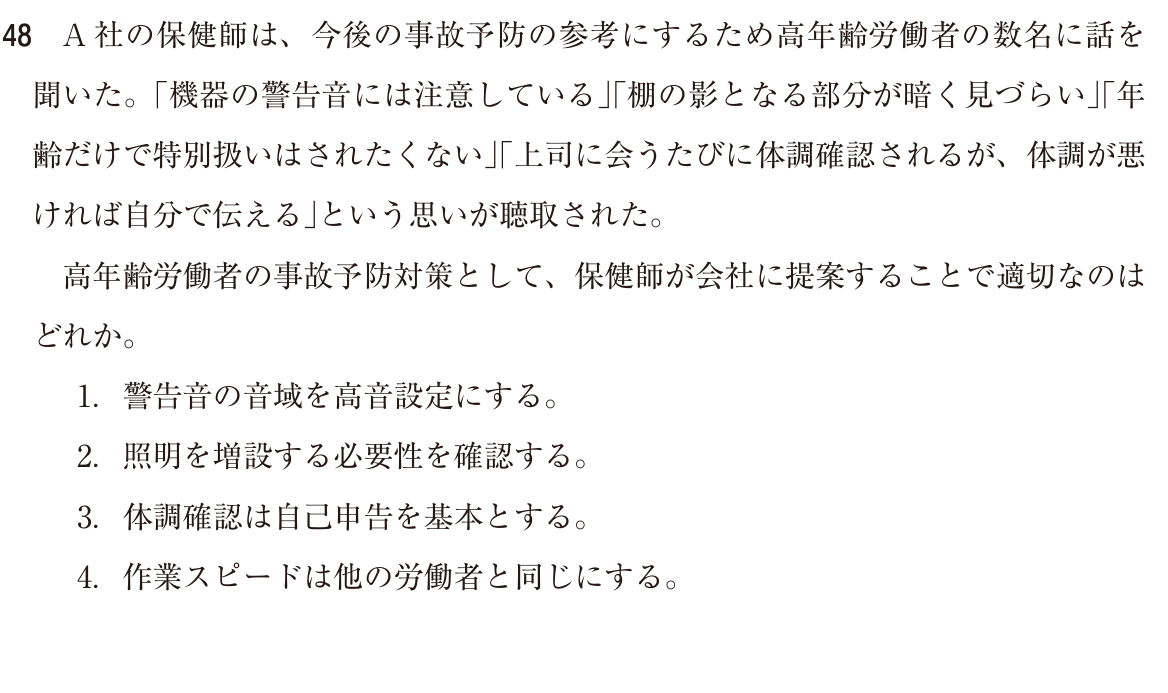 48 A 社の保健師は、今後の事故予防の参考にするため高年齢労働者の数名に話を
聞いた。「機器の警告音には注意している」「棚の影となる部分が暗く見づらい」「年
齢だけで特別扱いはされたくない」「上司に会うたびに体調確認されるが、体調が悪
ければ自分で伝える」という思いが聴取された。
高年齢労働者の事故予防対策として、保健師が会社に提案することで適切なのは
どれか。
1. 警告音の音域を高音設定にする。
2. 照明を増設する必要性を確認する。
3. 体調確認は自己申告を基本とする。
4. 作業スピードは他の労働者と同じにする。